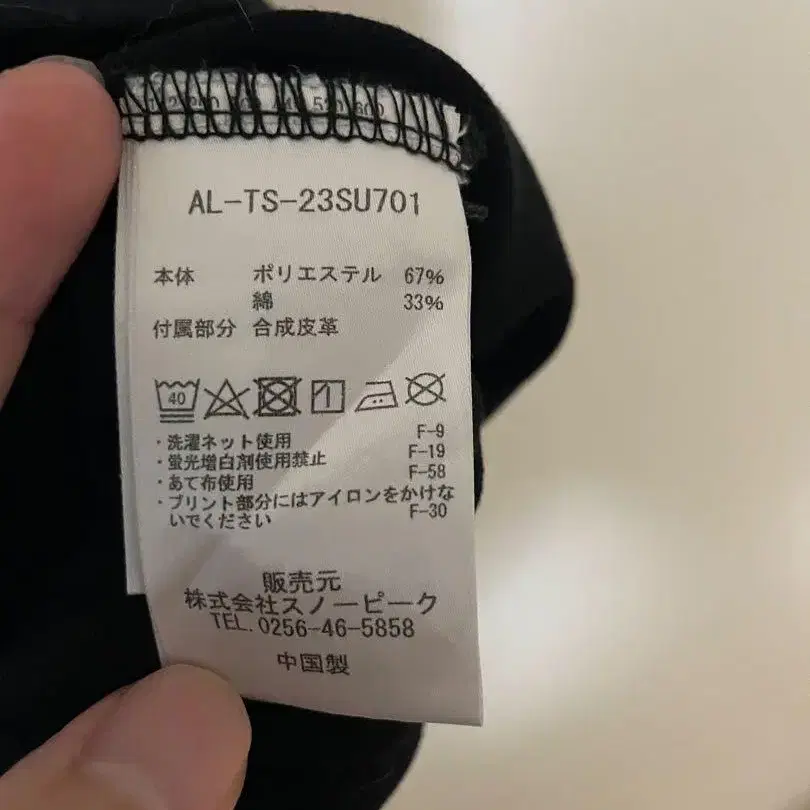 AL-TS-23SU701
本体 ポリエステル 67%
綿 33%
付属部分 合成皮革
40
・洗濯ネット使用 F-9
・蛍光増白剤使用禁止 F-19
・あて布使用 F-58
・プリント部分にはアイロンをかけな
いでください F-30
販売元
株式会社スノーピーク
TEL. 0256-46-5858
中国製